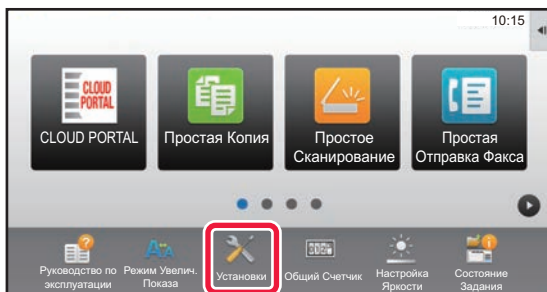 10:15
CLOUD
PORTAL
CLOUD PORTAL
Простая Копия
Простое
Сканирование
Простая
Отправка Факса
Руководство по
эксплуатации
Режим Увелич.
Показа
Установки
Общий Счетчик
Настройка
Яркости
Состояние
Задания